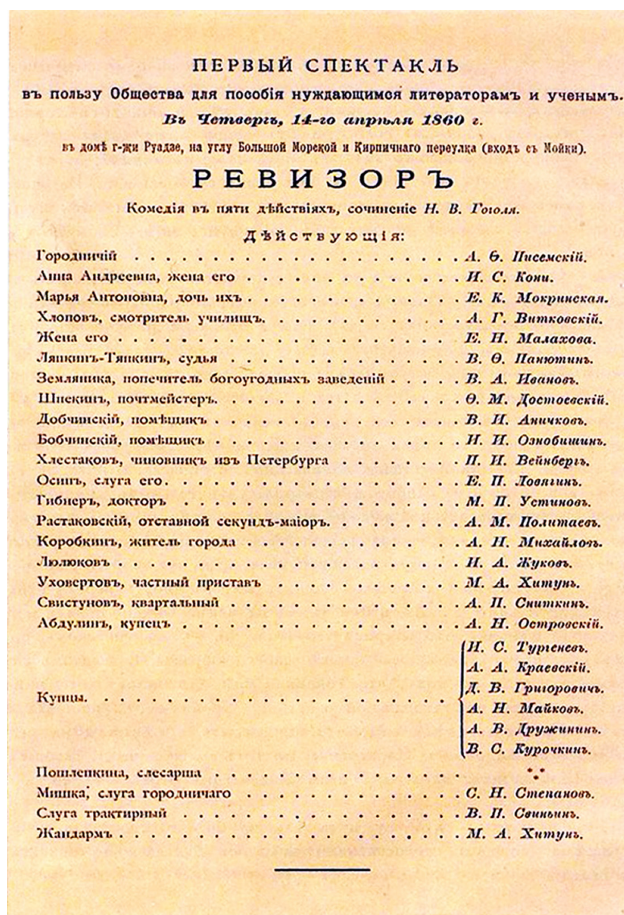 ПЕРВЫЙ СПЕКТАКЛЬ
въ пользу Общества для пособія нуждающимся литераторамъ и ученымъ.
Въ Четвергъ, 14-го апрѣля 1860 г.
въ домѣ г-жи Руадзе, на углу Большой Морской и Кирпичнаго переулка (входъ съ Мойки).
РЕВИЗОРЪ
Комедія въ пяти дѣйствіяхъ, сочиненіе Н. В. Гоголя.
Дѣйствующія:
Городничій . . . . . . . . . . . . . . . . . А. Ѳ. Писемскій.
Анна Андреевна, жена его . . . . . . . . . . . . И. С. Кони.
Марья Антоновна, дочь ихъ . . . . . . . . . . . . Е. К. Мокринская.
Хлоповъ, смотритель училищъ. . . . . . . . . . . А. Г. Витковскій.
Жена его . . . . . . . . . . . . . . . . . . Е. Н. Малахова.
Ляпкинъ-Тяпкинъ, судья . . . . . . . . . . . . . В. Ѳ. Панютинъ.
Земляника, попечитель богоугодныхъ заведеній . . . . . В. А. Ивановъ.
Шпекинъ, почтмейстеръ. . . . . . . . . . . . . . Ѳ. М. Достоевскій.
Добчинскій, помѣщикъ . . . . . . . . . . . . . . В. И. Аничковъ.
Бобчинскій, помѣщикъ . . . . . . . . . . . . . . И. И. Ознобишинъ.
Хлестаковъ, чиновникъ изъ Петербурга . . . . . . . . П. И. Вейнбергъ.
Осипъ, слуга его. . . . . . . . . . . . . . . . Е. П. Ловягинъ.
Гибнеръ, докторъ . . . . . . . . . . . . . . . М. П. Устиновъ.
Растаковскій, отставной секундъ-маіоръ. . . . . . . . А. М. Политаевъ.
Коробкинъ, житель города . . . . . . . . . . . . А. Н. Михайловъ.
Люлюковъ . . . . . . . . . . . . . . . . . . И. А. Жуковъ.
Уховертовъ, частный приставъ . . . . . . . . . . М. А. Хитунъ.
Свистуновъ, квартальный . . . . . . . . . . . . . А. П. Сниткинъ.
Абдулинъ, купецъ . . . . . . . . . . . . . . . А. Н. Островскій.
И. С. Тургеневъ.
А. А. Краевскій.
Д. В. Григоровичъ.
Купцы. . . . . . . . . . . . . . . . . . .
А. Н. Майковъ.
А. В. Дружининъ.
В. С. Курочкинъ.
Пошлепкина, слесарша . . . . . . . . . . . . . .
Мишка, слуга городничаго . . . . . . . . . . . . С. Н. Степановъ.
Слуга трактирный . . . . . . . . . . . . . . . В. П. Свиньинъ.
Жандармъ . . . . . . . . . . . . . . . . . . М. А. Хитунъ.